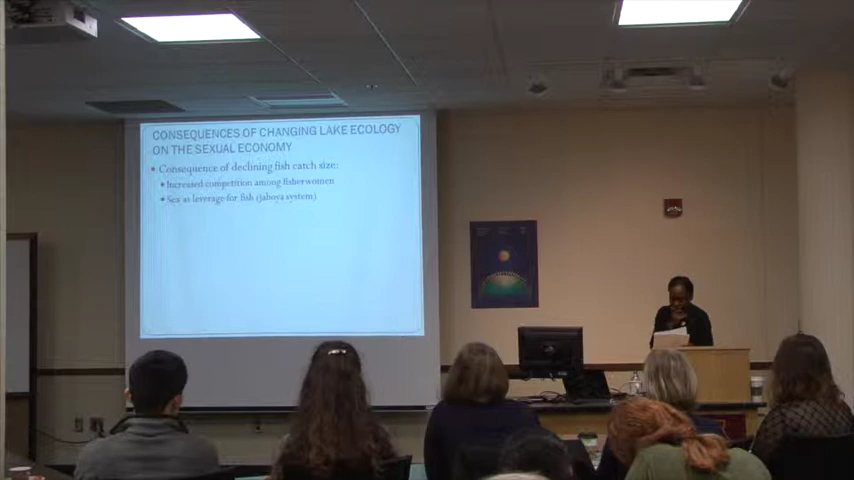 CONSEQUENCES OF CHANGING LAKE ECOLOGY
ON THE SEXUAL ECONOMY
• Consequence of declining fish catch size:
• Increased competition among fisherwomen
• Sex as leverage for fish (jaboya system)